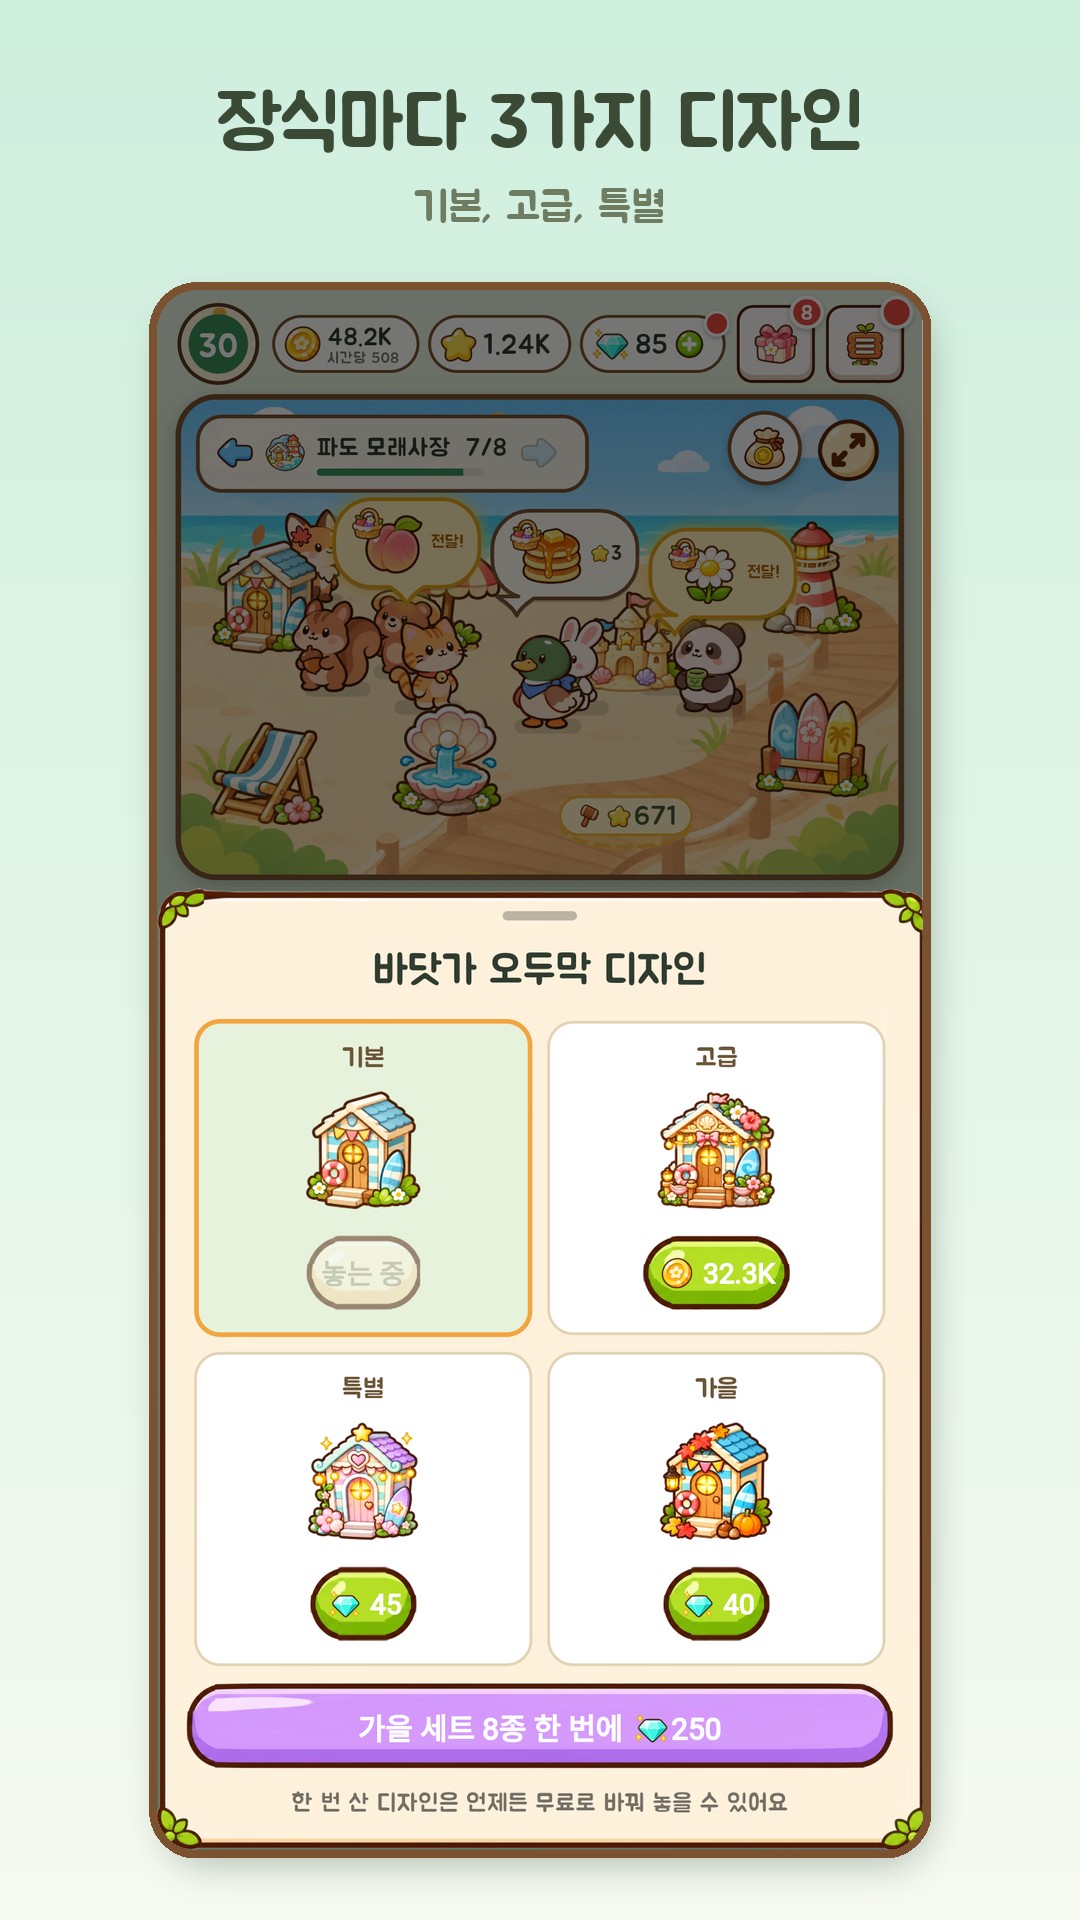 장식마다 3가지 디자인
기본, 고급, 특별
30
48.2K
시간당 508
1.24K
85
8
파도 모래사장 7/8
전달!
3
전달!
671
바닷가 오두막 디자인
기본
고급
놓는 중
32.3K
특별
가을
45
40
가을 세트 8종 한 번에 250
한 번 산 디자인은 언제든 무료로 바꿔 놓을 수 있어요